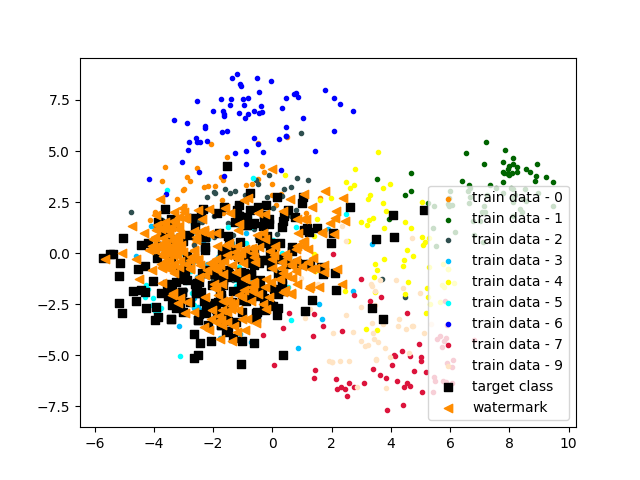 7.5
5.0
2.5
0.0
−2.5
−5.0
−7.5
−6
−4
−2
0
2
4
6
8
10
train data - 0
train data - 1
train data - 2
train data - 3
train data - 4
train data - 5
train data - 6
train data - 7
train data - 9
target class
watermark